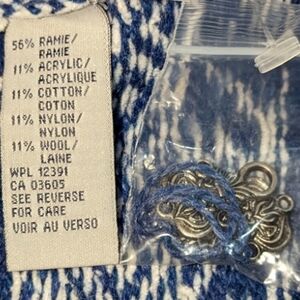 56% RAMIE/
RAMIE
11% ACRYLIC/
ACRYLIQUE
11% COTTON/
COTON
11% NYLON/
NYLON
11% WOOL/
LAINE
WPL 12391
CA 03605
SEE REVERSE
FOR CARE
VOIR AU VERSO